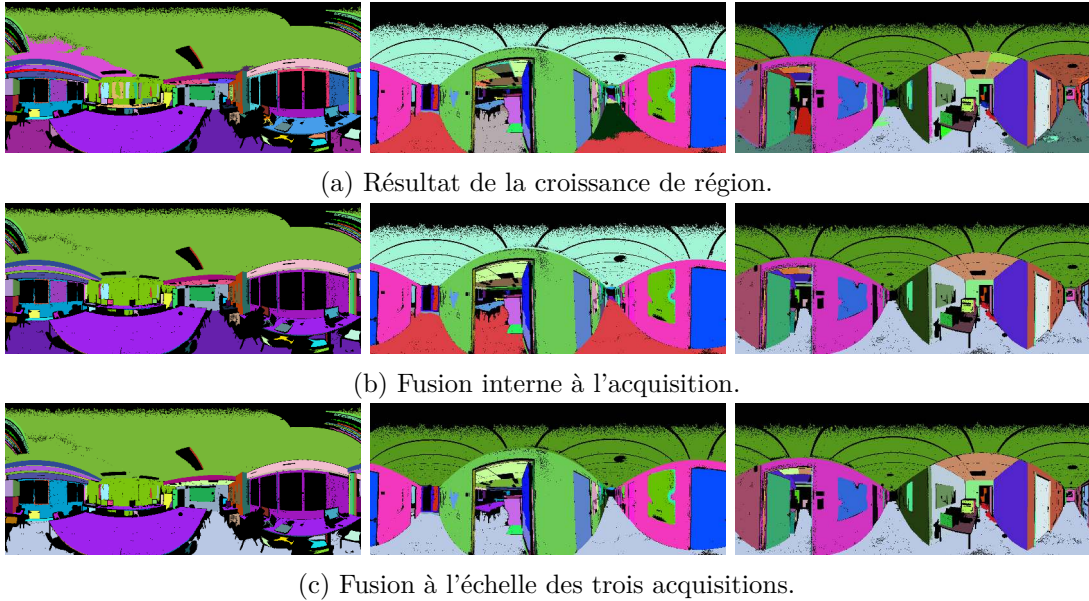 (a) Résultat de la croissance de région.
(b) Fusion interne à l'acquisition.
(c) Fusion à l'échelle des trois acquisitions.